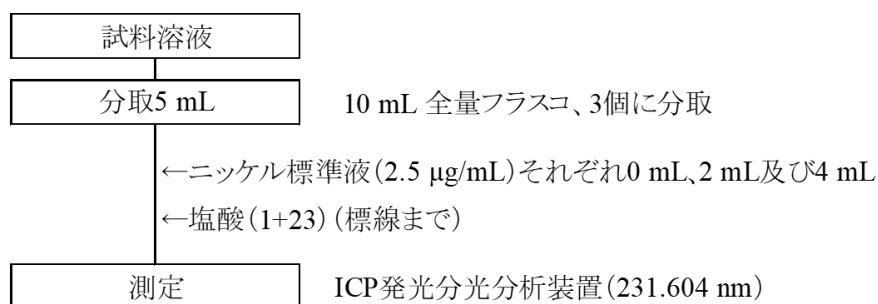 試料溶液
分取5 mL
10 mL 全量フラスコ、3個に分取
←ニッケル標準液(2.5 μg/mL)それぞれ0 mL、2 mL及び4 mL
←塩酸(1+23) (標線まで)
測定
ICP発光分光分析装置(231.604 nm)